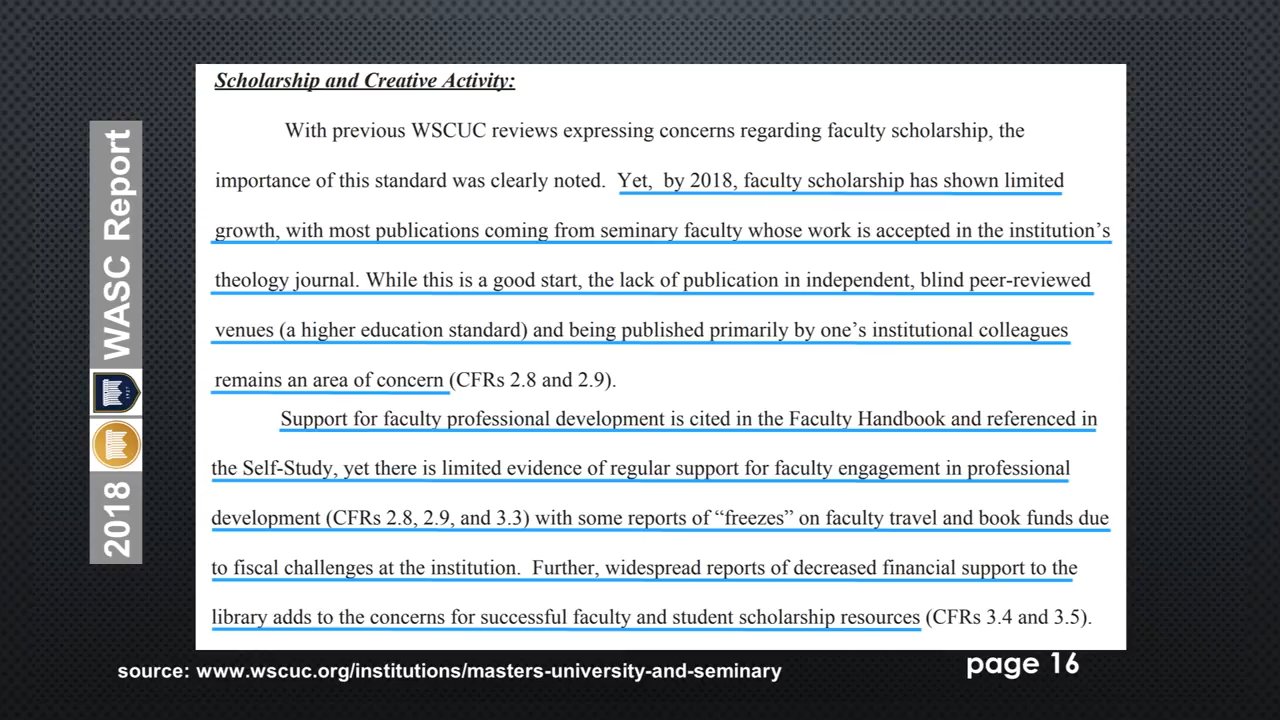 Scholarship and Creative Activity:
With previous WSCUC reviews expressing concerns regarding faculty scholarship, the
importance of this standard was clearly noted.  Yet,  by 2018, faculty scholarship has shown limited
growth, with most publications coming from seminary faculty whose work is accepted in the institution’s
theology journal. While this is a good start, the lack of publication in independent, blind peer-reviewed
venues (a higher education standard) and being published primarily by one’s institutional colleagues
remains an area of concern (CFRs 2.8 and 2.9).
Support for faculty professional development is cited in the Faculty Handbook and referenced in
the Self-Study, yet there is limited evidence of regular support for faculty engagement in professional
development (CFRs 2.8, 2.9, and 3.3) with some reports of “freezes” on faculty travel and book funds due
to fiscal challenges at the institution.  Further, widespread reports of decreased financial support to the
library adds to the concerns for successful faculty and student scholarship resources (CFRs 3.4 and 3.5).
2018 WASC Report
source: www.wscuc.org/institutions/masters-university-and-seminary
page 16